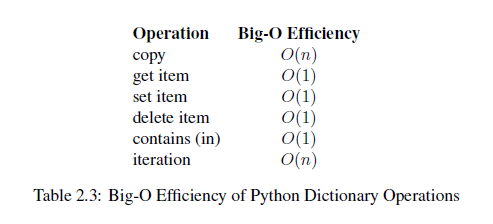 Operation Big-O Efficiency
copy O(n)
get item O(1)
set item O(1)
delete item O(1)
contains (in) O(1)
iteration O(n)
Table 2.3: Big-O Efficiency of Python Dictionary Operations